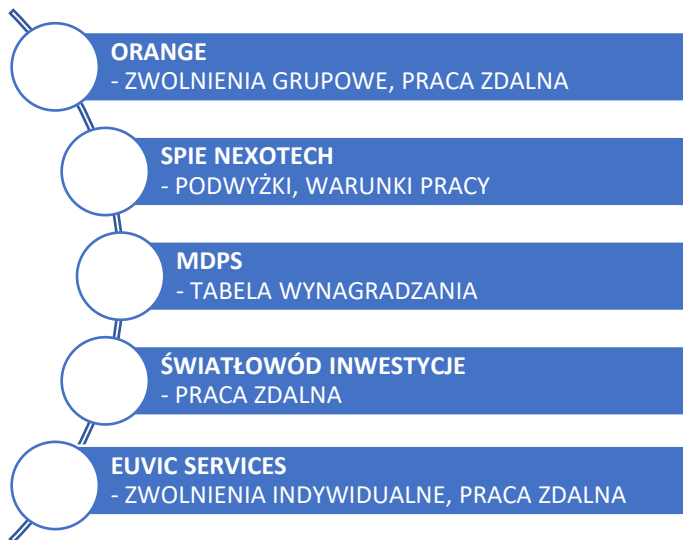 ORANGE
- ZWOLNIENIA GRUPOWE, PRACA ZDALNA
SPIE NEXOTECH
- PODWYŻKI, WARUNKI PRACY
MDPS
- TABELA WYNAGRADZANIA
ŚWIATŁOWÓD INWESTYCJE
- PRACA ZDALNA
EUVIC SERVICES
- ZWOLNIENIA INDYWIDUALNE, PRACA ZDALNA